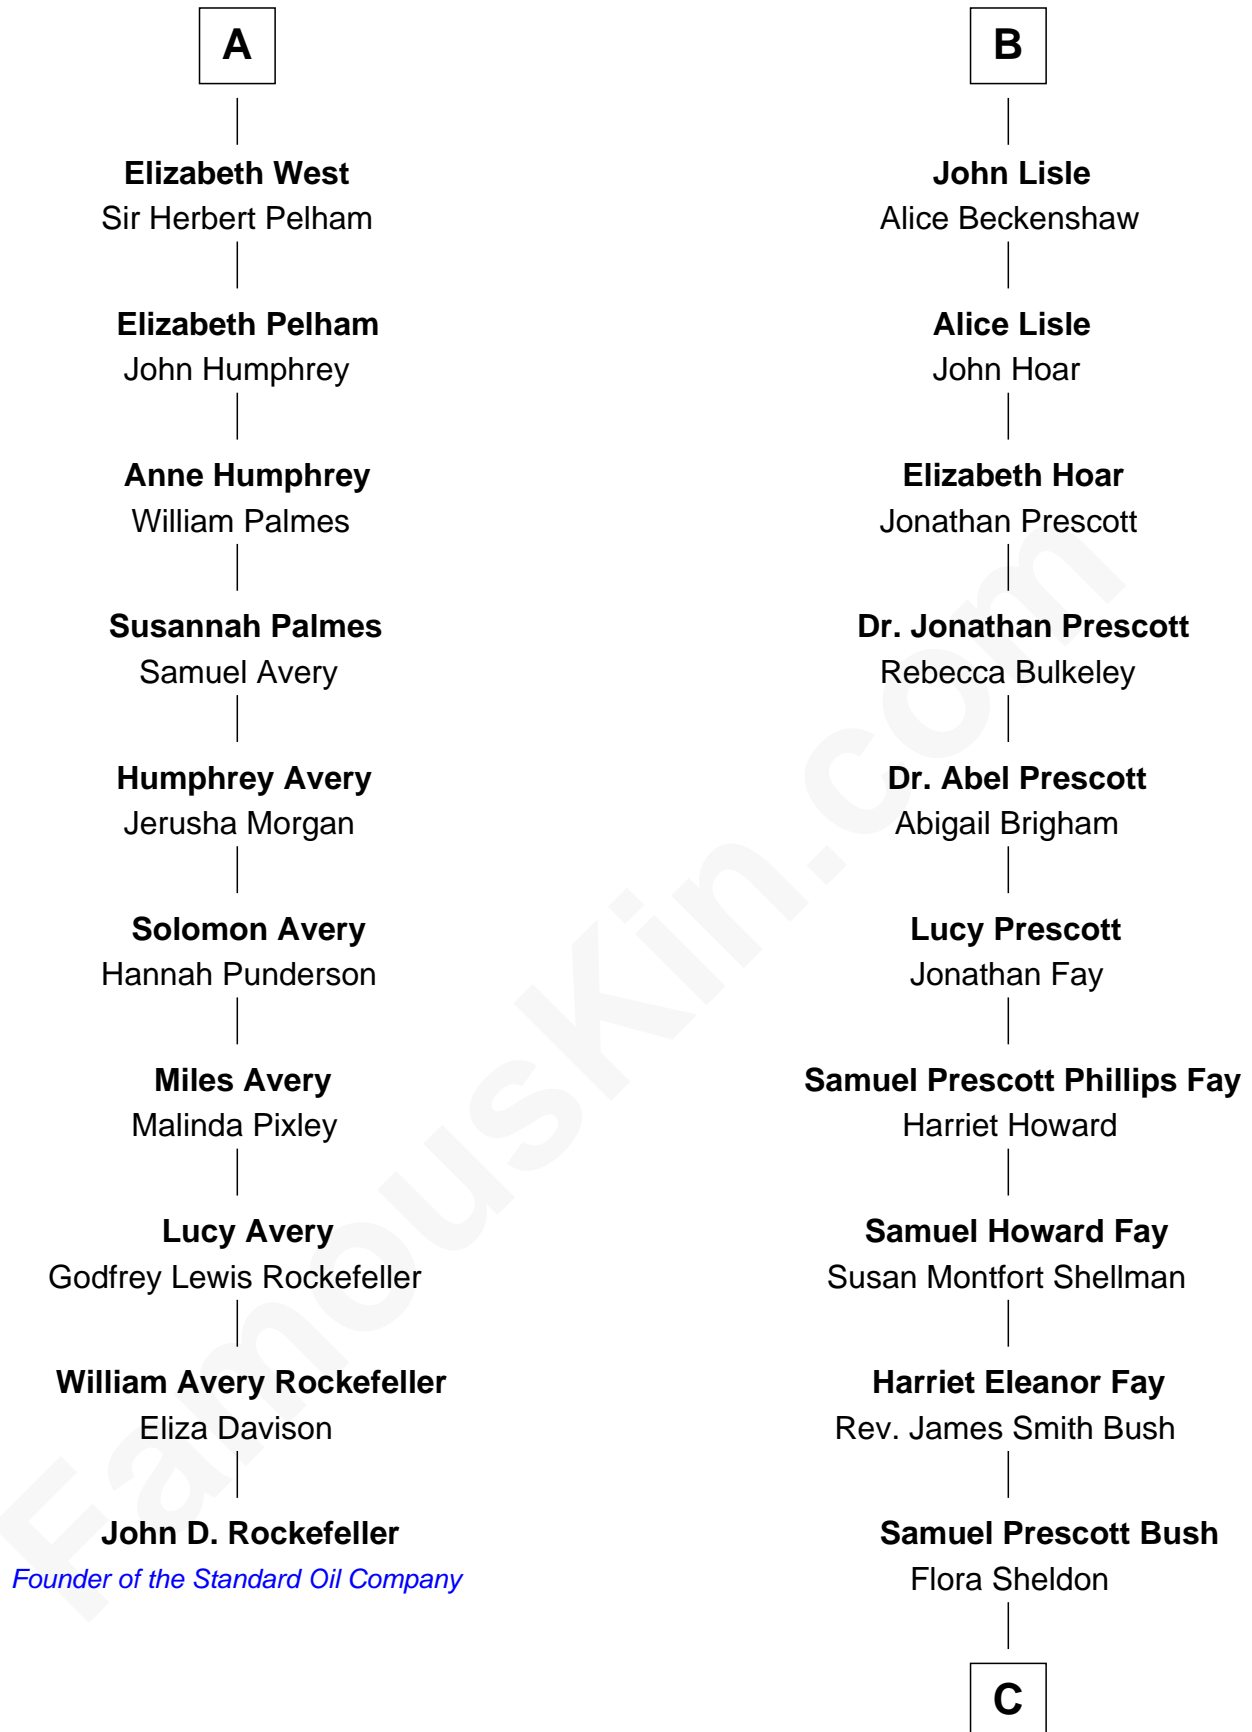 A
Elizabeth West
Sir Herbert Pelham
Elizabeth Pelham
John Humphrey
Anne Humphrey
William Palmes
Susannah Palmes
Samuel Avery
Humphrey Avery
Jerusha Morgan
Solomon Avery
Hannah Punderson
Miles Avery
Malinda Pixley
Lucy Avery
Godfrey Lewis Rockefeller
William Avery Rockefeller
Eliza Davison
John D. Rockefeller
Founder of the Standard Oil Company
B
John Lisle
Alice Beckenshaw
Alice Lisle
John Hoar
Elizabeth Hoar
Jonathan Prescott
Dr. Jonathan Prescott
Rebecca Bulkeley
Dr. Abel Prescott
Abigail Brigham
Lucy Prescott
Jonathan Fay
Samuel Prescott Phillips Fay
Harriet Howard
Samuel Howard Fay
Susan Montfort Shellman
Harriet Eleanor Fay
Rev. James Smith Bush
Samuel Prescott Bush
Flora Sheldon
C
FamousKin.com